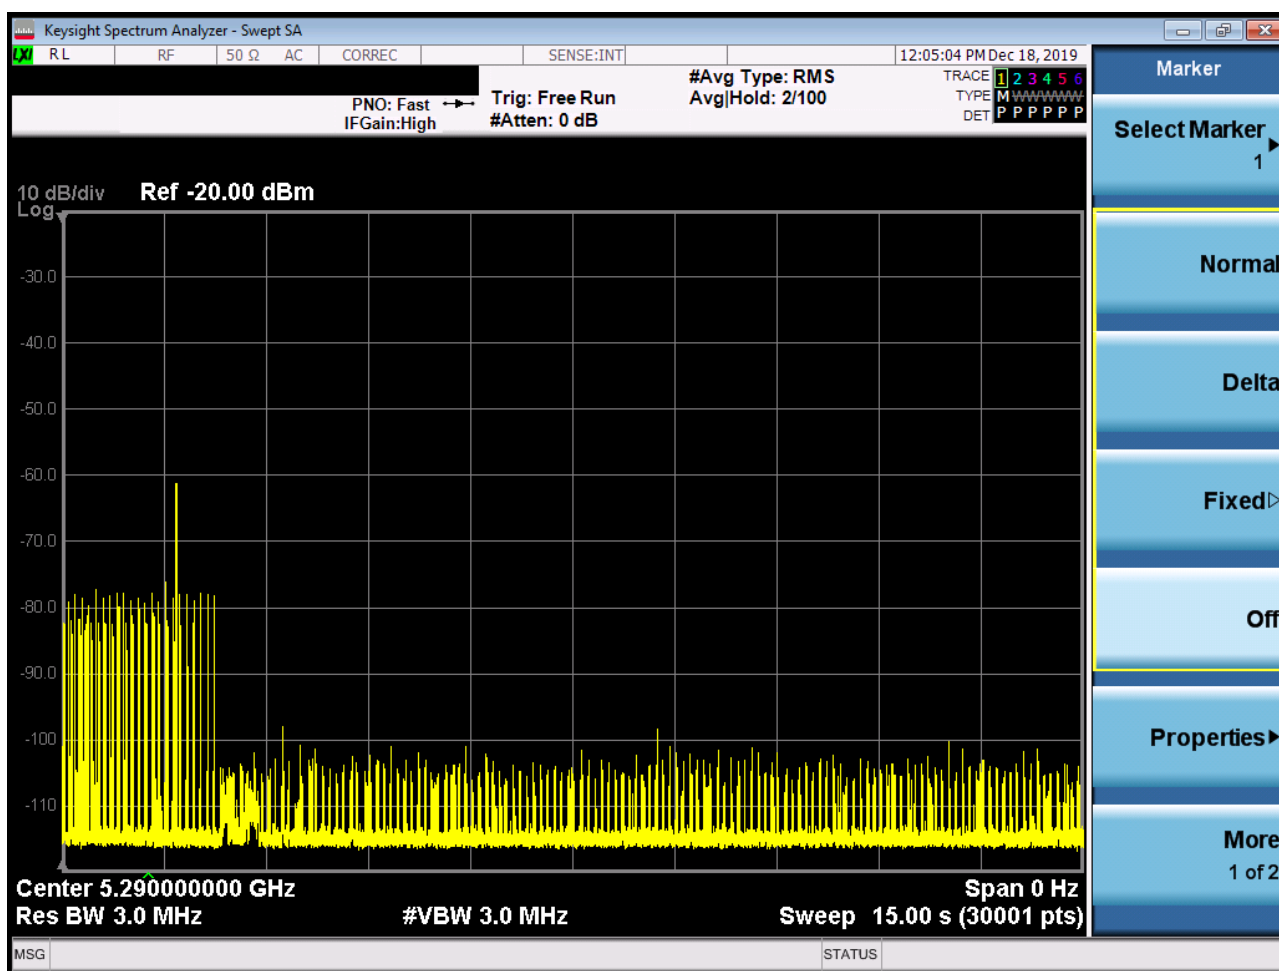 Keysight Spectrum Analyzer - Swept SA
LXI RL RF 50 Ω AC CORREC SENSE:INT 12:05:04 PM Dec 18, 2019
PNO: Fast
IFGain:High
Trig: Free Run
#Atten: 0 dB
#Avg Type: RMS
Avg|Hold: 2/100
TRACE 1 2 3 4 5 6
TYPE M WWWWW
DET P P P P P P
10 dB/div Ref -20.00 dBm
Log
-30.0
-40.0
-50.0
-60.0
-70.0
-80.0
-90.0
-100
-110
Center 5.290000000 GHz Span 0 Hz
Res BW 3.0 MHz #VBW 3.0 MHz Sweep 15.00 s (30001 pts)
MSG STATUS
Marker
Select Marker
1
Normal
Delta
Fixed
Off
Properties
More
1 of 2